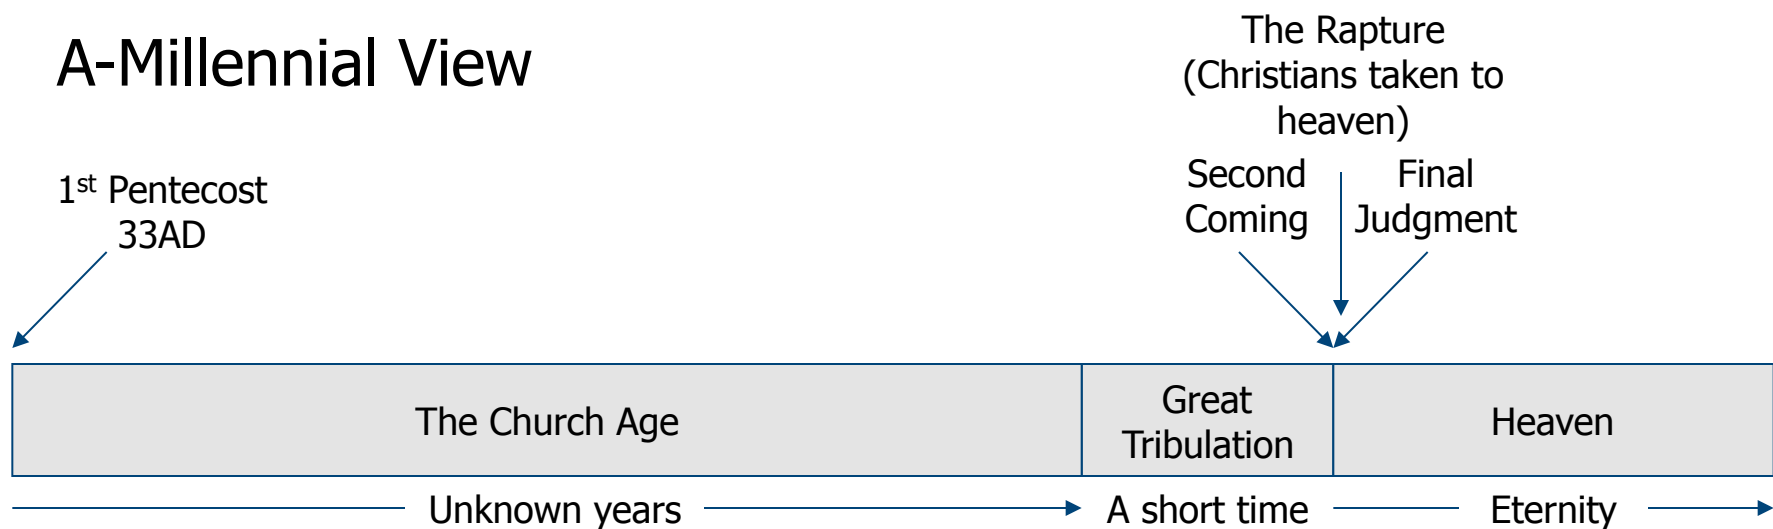 A-Millennial View
The Rapture
(Christians taken to
heaven)
1st Pentecost
33AD
Second
Coming
Final
Judgment
The Church Age
Great
Tribulation
Heaven
Unknown years
A short time
Eternity